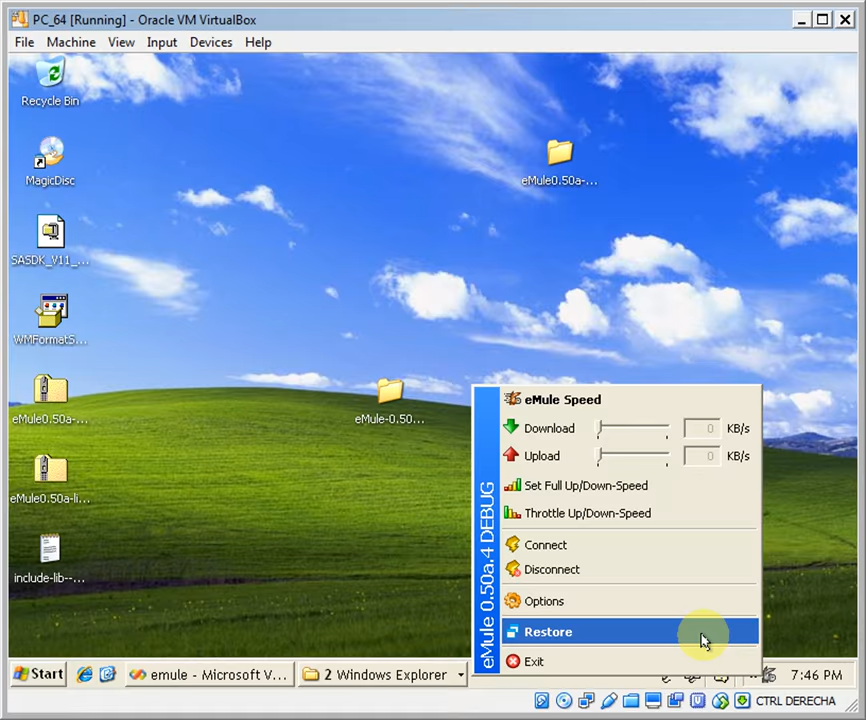 PC_64 [Running] - Oracle VM VirtualBox
File Machine View Input Devices Help
Recycle Bin
MagicDisc
SASDK_V11_...
WMFormatS...
eMule0.50a-...
eMule0.50a-li...
include-lib--...
eMule0.50a-...
eMule-0.50...
eMule 0.50a.4 DEBUG
eMule Speed
Download 0 KB/s
Upload 0 KB/s
Set Full Up/Down-Speed
Throttle Up/Down-Speed
Connect
Disconnect
Options
Restore
Exit
Start
emule - Microsoft V...
2 Windows Explorer
7:46 PM
CTRL DERECHA